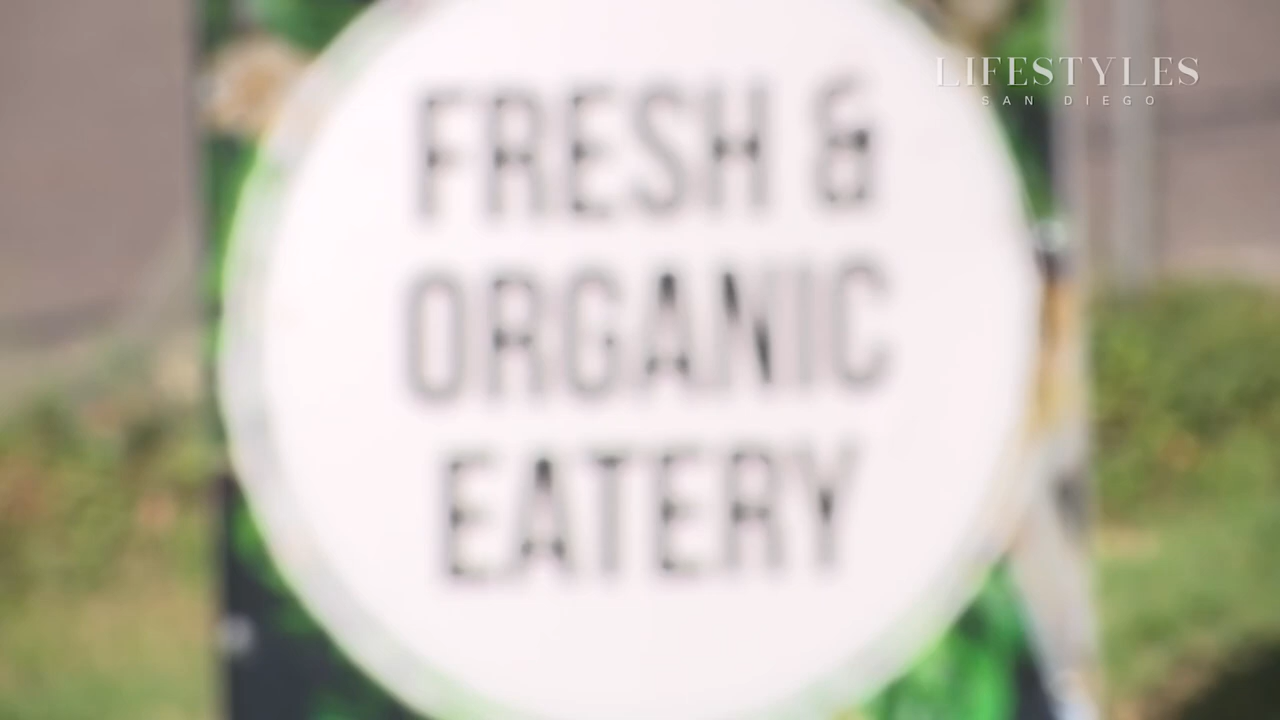 LIFESTYLES
SAN DIEGO
FRESH &
ORGANIC
EATERY